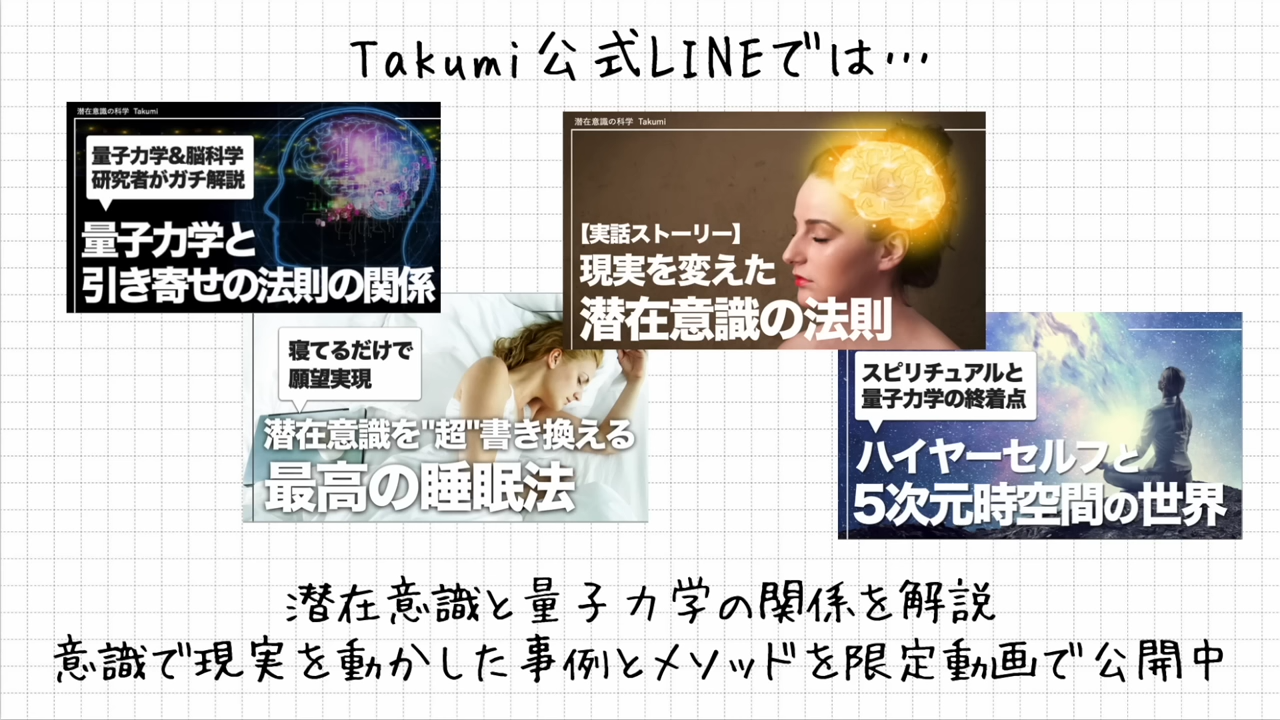 Takumi公式LINEでは…
潜在意識の科学 Takumi
量子力学&脳科学
研究者がガチ解説
量子力学と
引き寄せの法則の関係
潜在意識の科学 Takumi
【実話ストーリー】
現実を変えた
潜在意識の法則
寝てるだけで
願望実現
潜在意識を"超"書き換える
最高の睡眠法
スピリチュアルと
量子力学の終着点
ハイヤーセルフと
5次元時空間の世界
潜在意識と量子力学の関係を解説
意識で現実を動かした事例とメソッドを限定動画で公開中